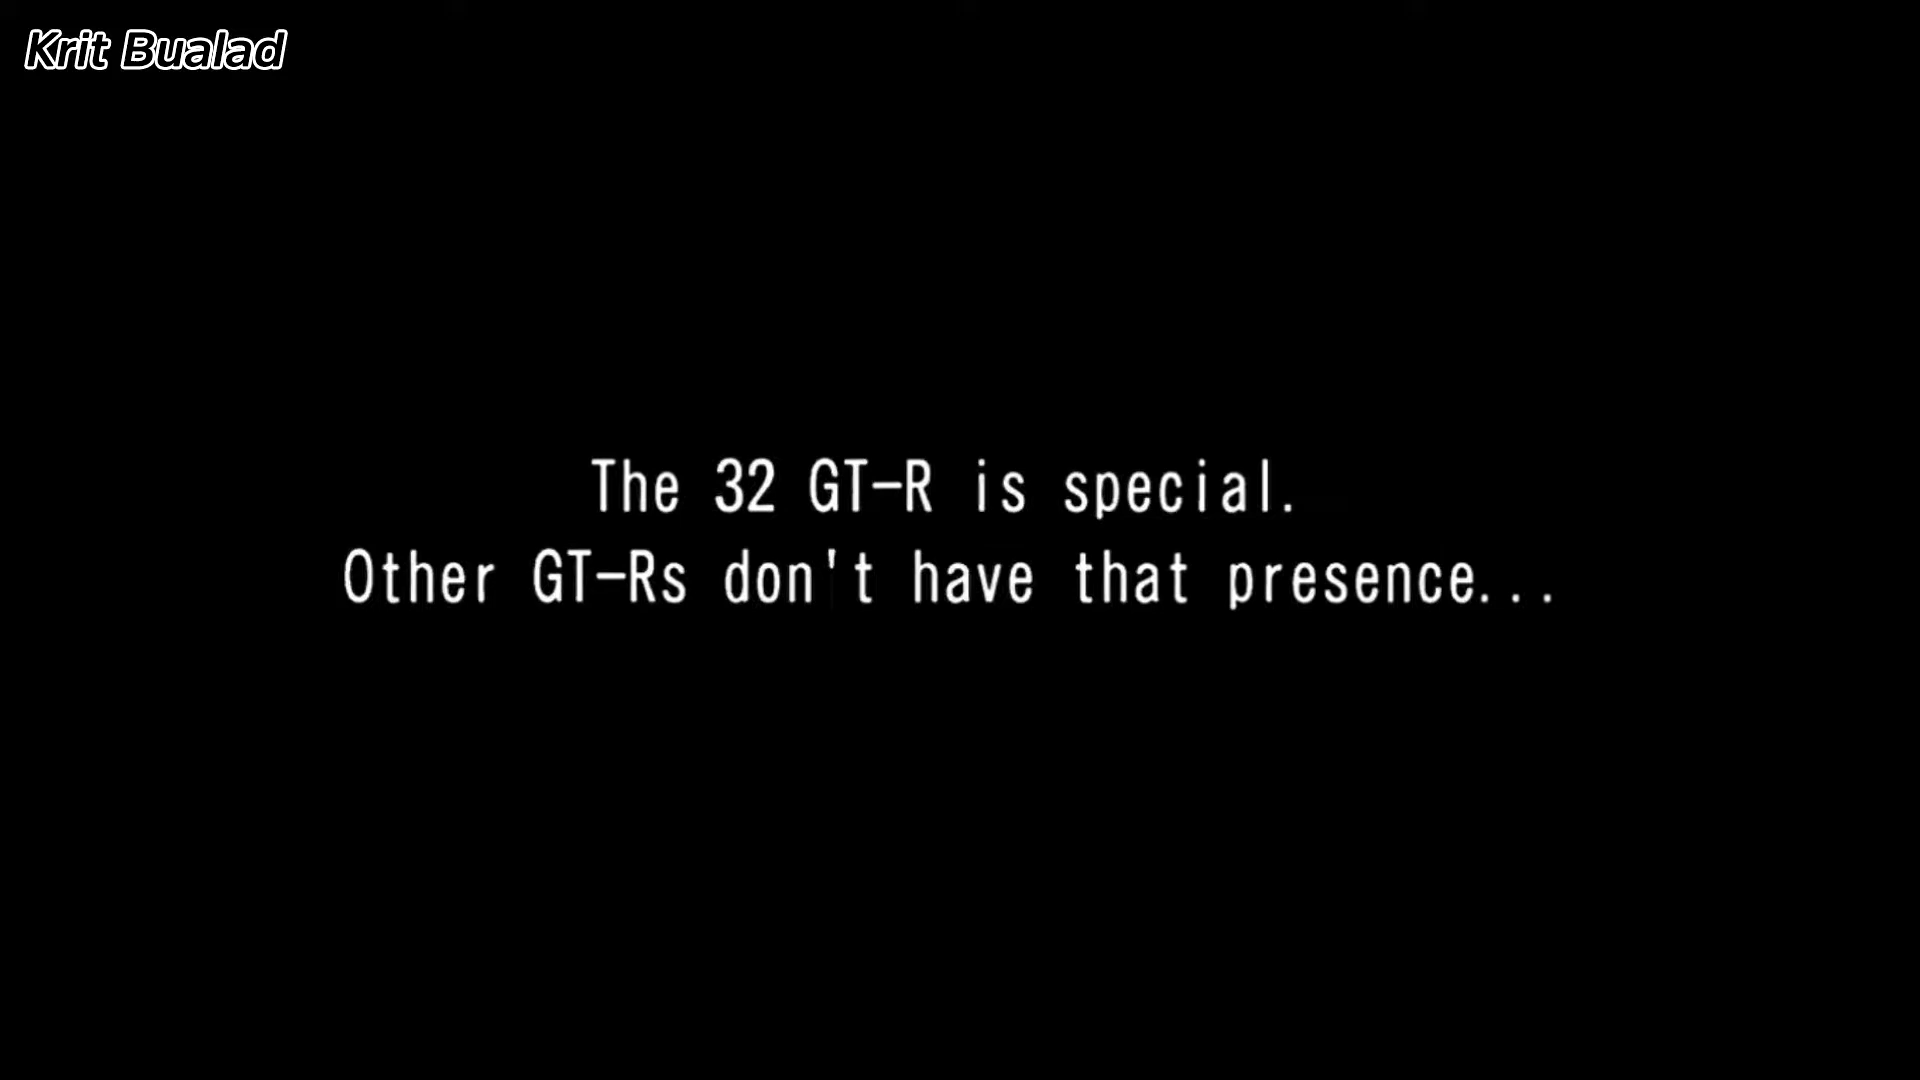 Krit Bualad
The 32 GT-R is special.
Other GT-Rs don't have that presence...